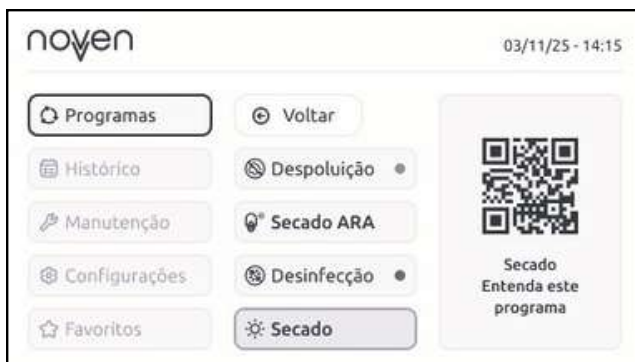 noven
03/11/25 - 14:15
Programas
Histórico
Manutenção
Configurações
Favoritos
Voltar
Despoluição
Secado ARA
Desinfecção
Secado
Secado
Entenda este
programa